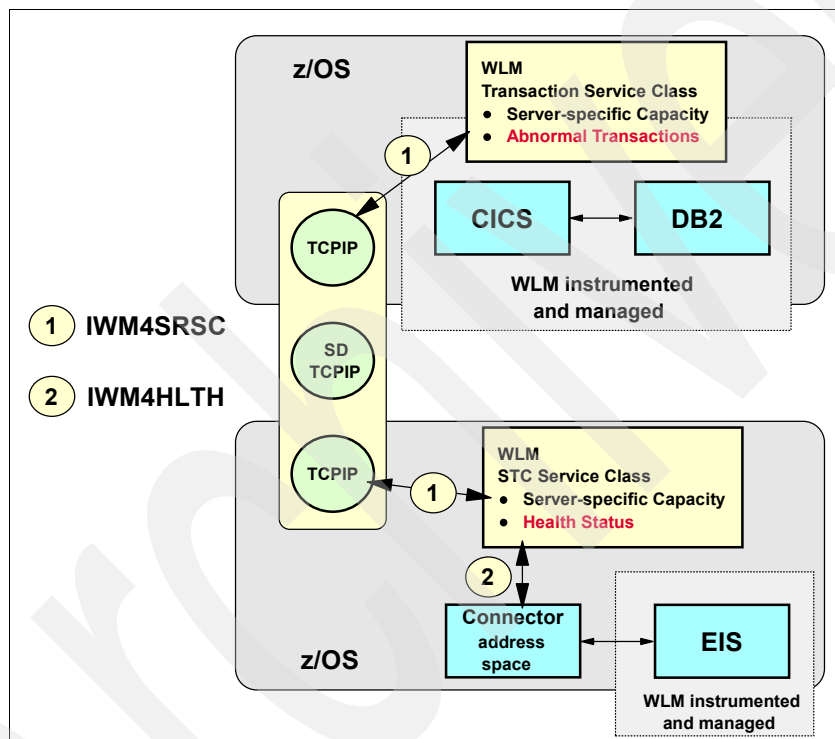 z/OS
WLM
Transaction Service Class
● Server-specific Capacity
● Abnormal Transactions
1
TCPIP
CICS
DB2
WLM instrumented
and managed
1 IWM4SRSC
SD
TCPIP
2 IWM4HLTH
TCPIP
1
WLM
STC Service Class
● Server-specific Capacity
● Health Status
2
Connector
address
space
EIS
z/OS
WLM instrumented
and managed